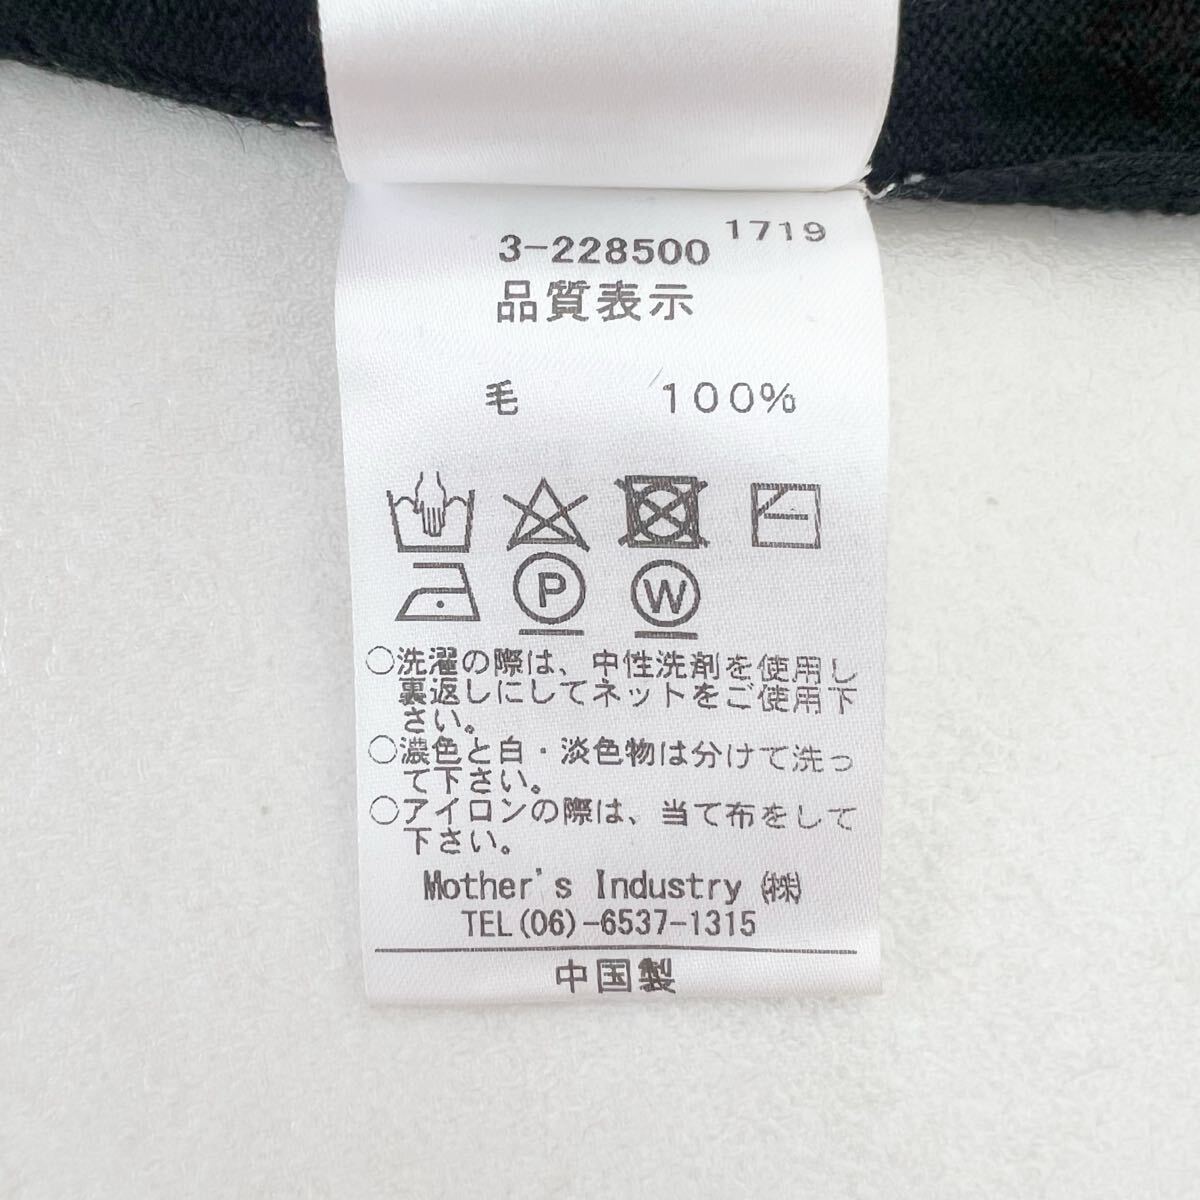 3-228500 1719
品質表示
毛 100%
P W
○洗濯の際は、中性洗剤を使用し
裏返しにしてネットをご使用下
さい。
○濃色と白・淡色物は分けて洗っ
て下さい。
○アイロンの際は、当て布をして
下さい。
Mother's Industry ㈱
TEL(06)-6537-1315
中国製